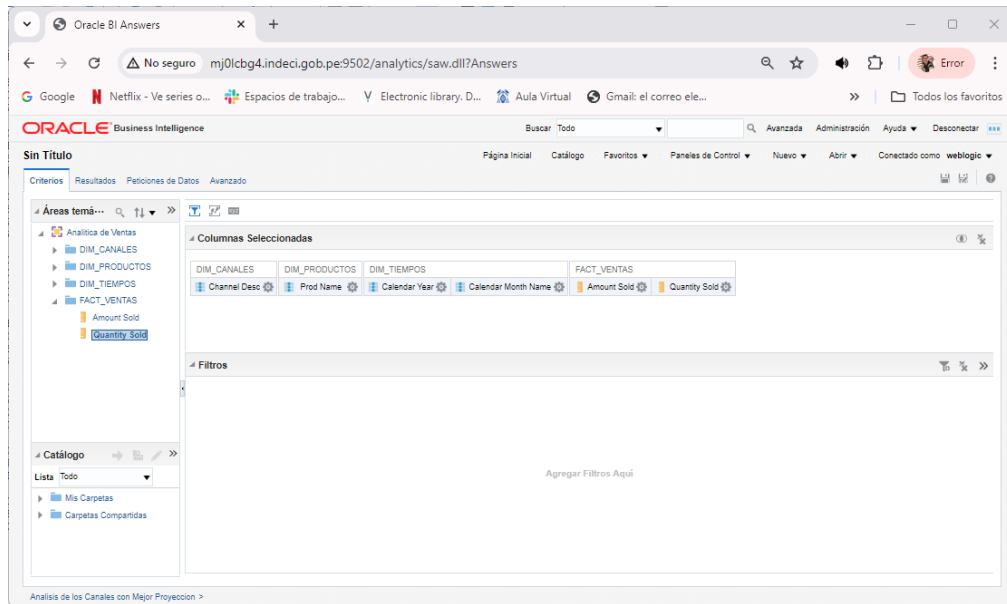 Oracle BI Answers
No seguro mj0lcbg4.indeci.gob.pe:9502/analytics/saw.dll?Answers Error
Google Netflix - Ve series o... Espacios de trabajo... Electronic library. D... Aula Virtual Gmail: el correo ele... » Todos los favoritos
ORACLE Business Intelligence Buscar Todo Avanzada Administración Ayuda Desconectar
Sin Título Página Inicial Catálogo Favoritos Paneles de Control Nuevo Abrir Conectado como weblogic
Criterios Resultados Peticiones de Datos Avanzado
Áreas temá... »
Analitica de Ventas
DIM_CANALES
DIM_PRODUCTOS
DIM_TIEMPOS
FACT_VENTAS
Amount Sold
Quantity Sold
Catálogo »
Lista Todo
Mis Carpetas
Carpetas Compartidas
Columnas Seleccionadas
DIM_CANALES DIM_PRODUCTOS DIM_TIEMPOS FACT_VENTAS
Channel Desc Prod Name Calendar Year Calendar Month Name Amount Sold Quantity Sold
Filtros »
Agregar Filtros Aquí
Analisis de los Canales con Mejor Proyeccion >